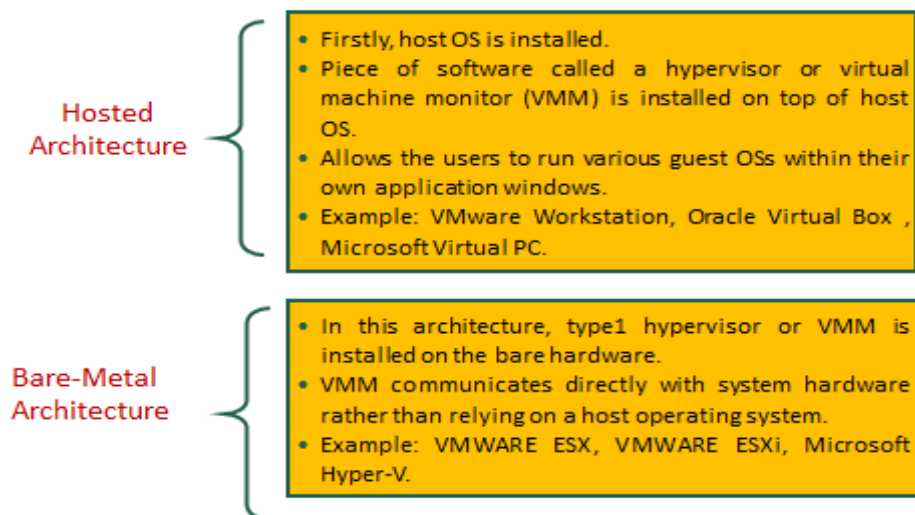 Hosted
Architecture
• Firstly, host OS is installed.
• Piece of software called a hypervisor or virtual
machine monitor (VMM) is installed on top of host
OS.
• Allows the users to run various guest OSs within their
own application windows.
• Example: VMware Workstation, Oracle Virtual Box ,
Microsoft Virtual PC.
Bare-Metal
Architecture
• In this architecture, type1 hypervisor or VMM is
installed on the bare hardware.
• VMM communicates directly with system hardware
rather than relying on a host operating system.
• Example: VMWARE ESX, VMWARE ESXi, Microsoft
Hyper-V.